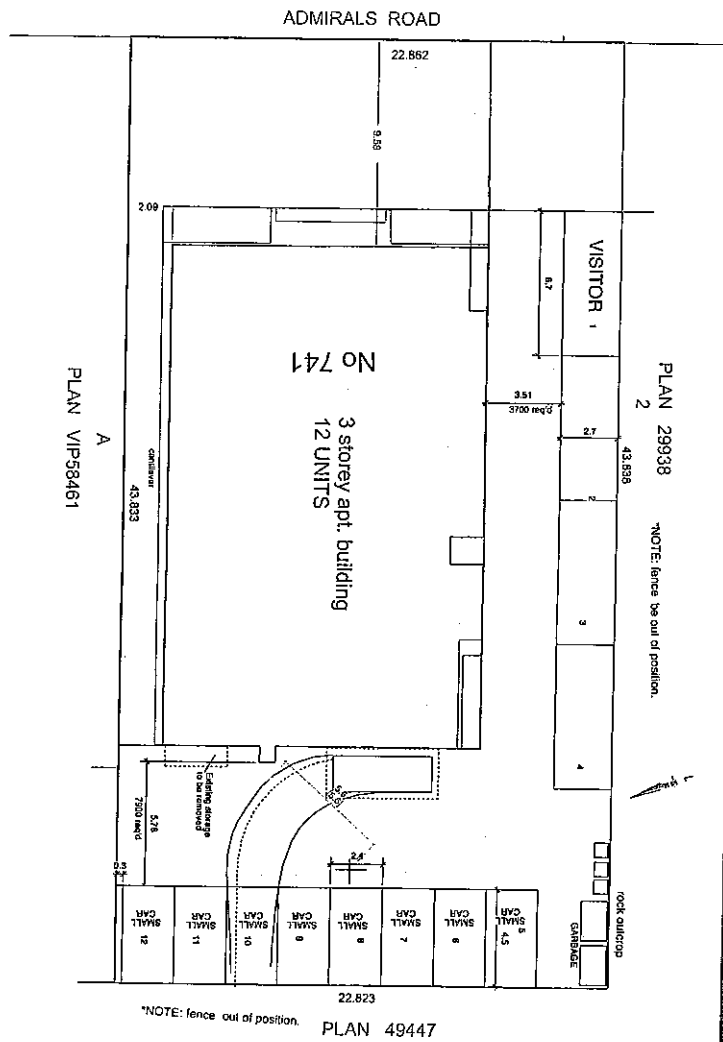 ADMIRALS ROAD
22.862
9.58
2.09
VISITOR 1
6.7
No 741
3 storey apt. building
12 UNITS
3.51
3700 req'd
2.7
2
43.838
PLAN 29938
2
*NOTE: fence be out of position.
A
PLAN VIP58461
cantilever
43.833
3
4
Existing storage
to be removed
5.76
7900 req'd
0.3
2.4
rock outcrop
GARBAGE
SMALL CAR 12
SMALL CAR 11
SMALL CAR 10
SMALL CAR 9
SMALL CAR 8
SMALL CAR 7
SMALL CAR 6
SMALL CAR 5
4.5
22.823
*NOTE: fence out of position.
PLAN 49447